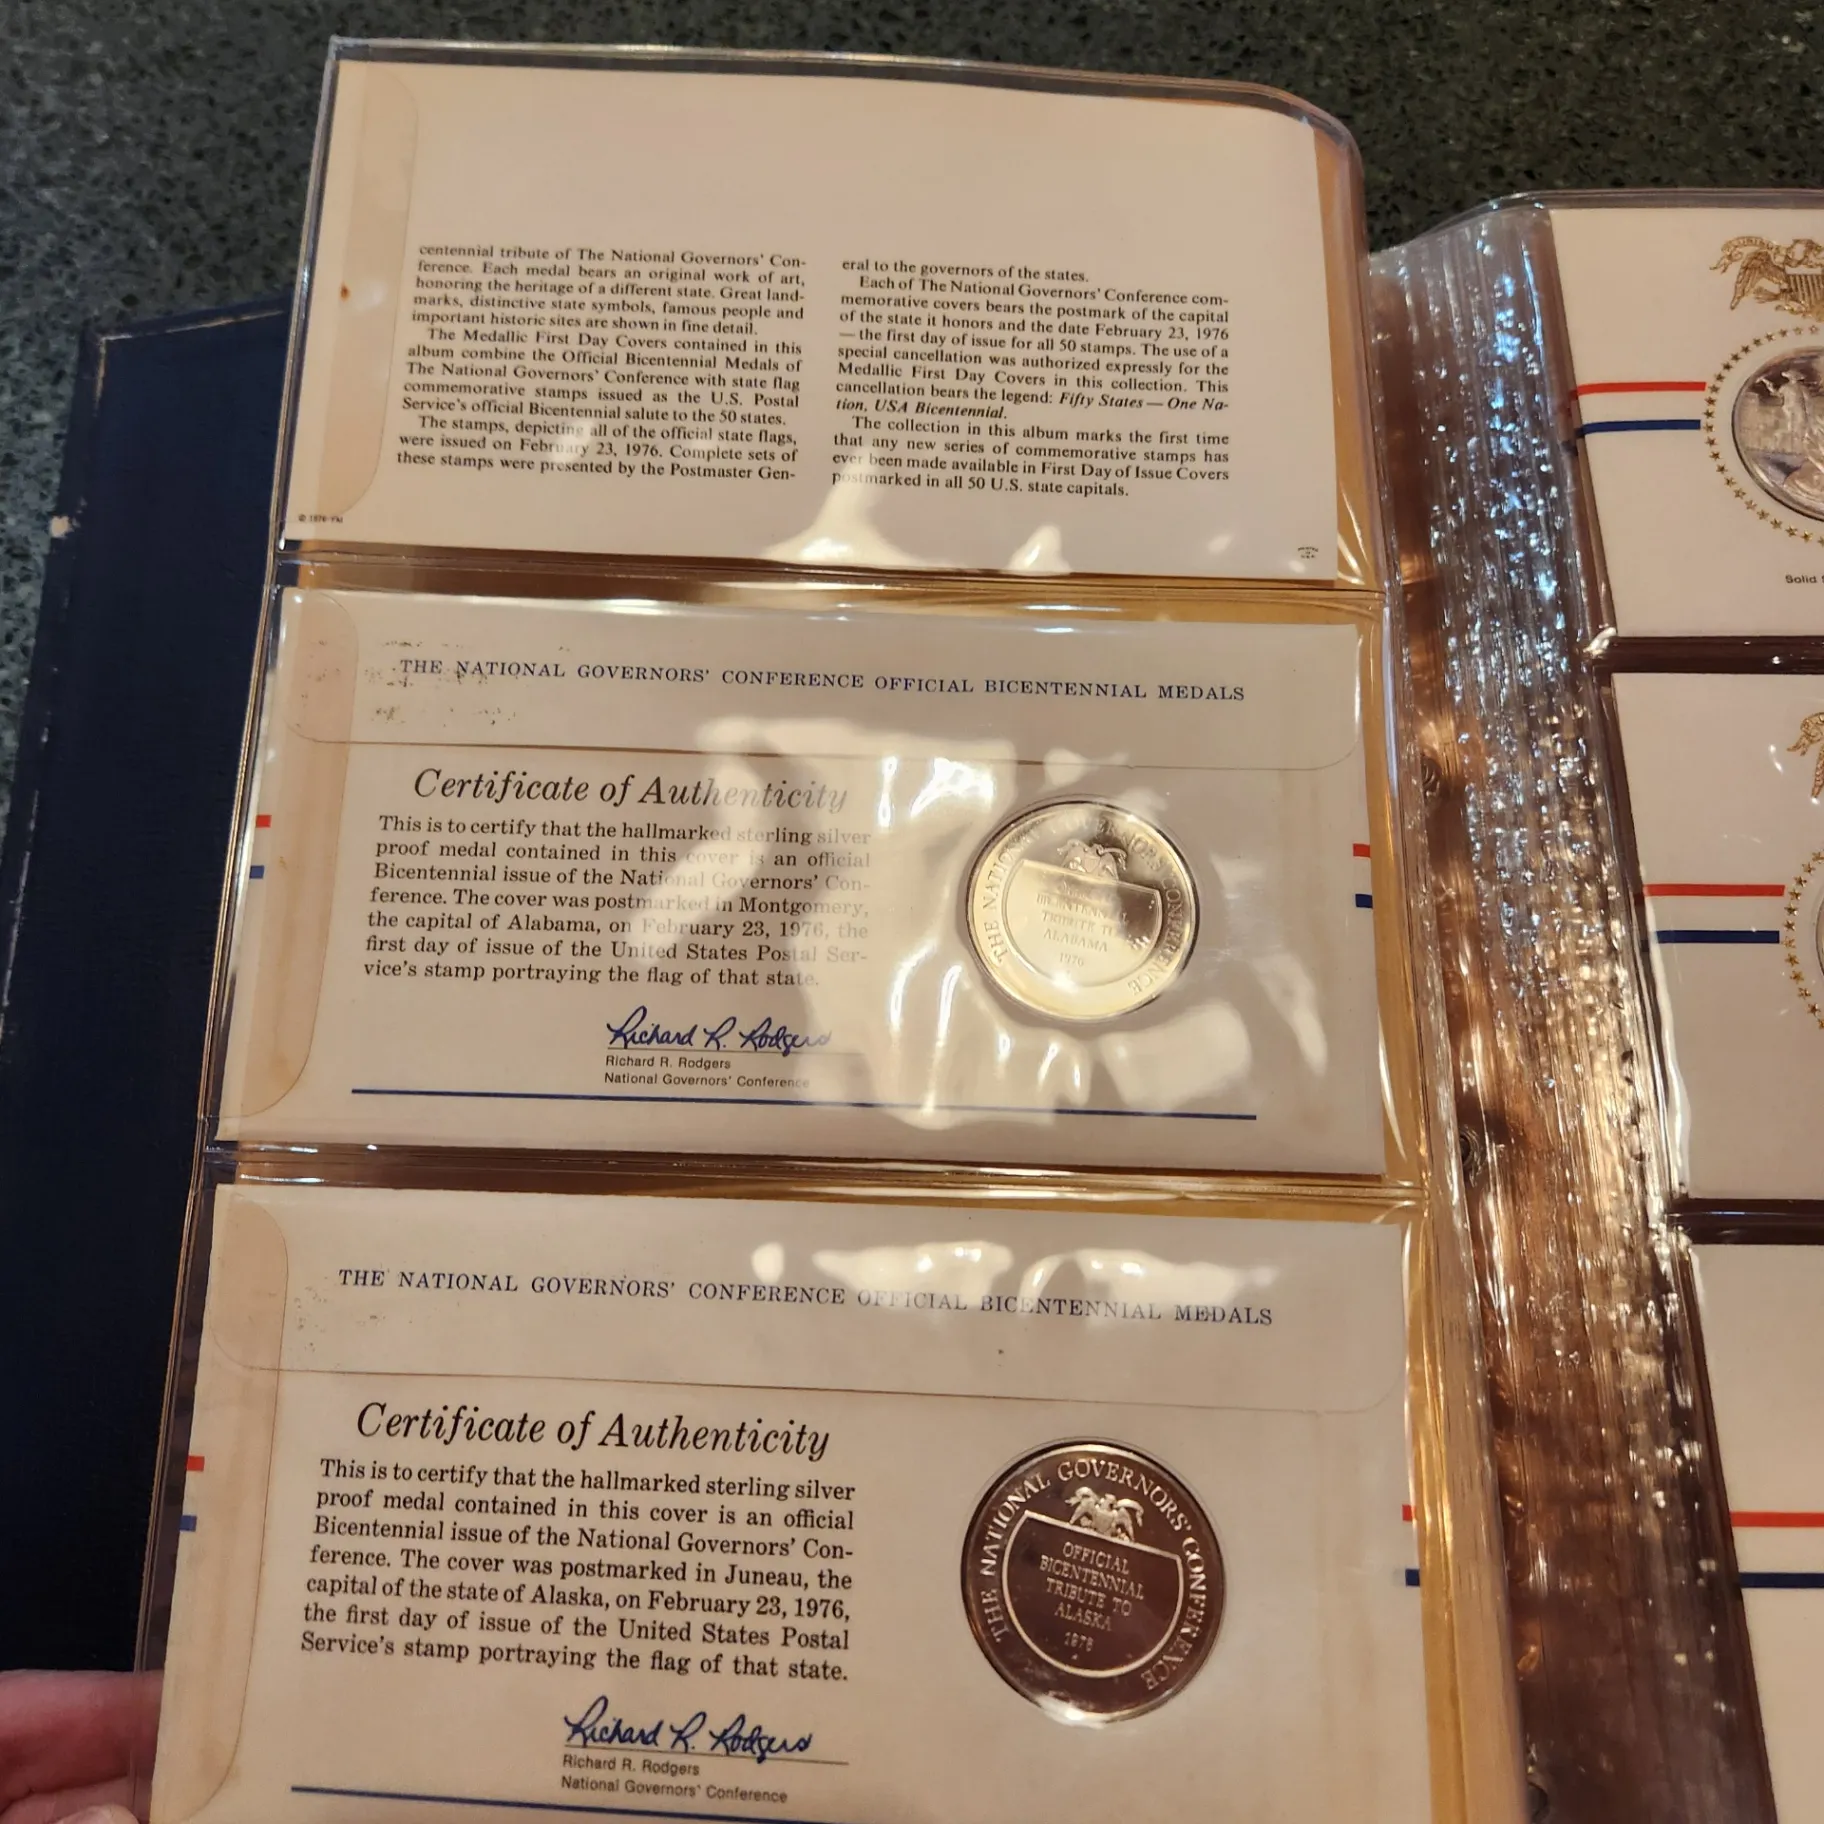 centennial tribute of The National Governors' Con-
ference. Each medal bears an original work of art,
honoring the heritage of a different state. Great land-
marks, distinctive state symbols, famous people and
important historic sites are shown in fine detail.
The Medallic First Day Covers contained in this
album combine the Official Bicentennial Medals of
The National Governors' Conference with state flag
commemorative stamps issued as the U.S. Postal
Service's official Bicentennial salute to the 50 states.
The stamps, depicting all of the official state flags,
were issued on February 23, 1976. Complete sets of
these stamps were presented by the Postmaster Gen-
eral to the governors of the states.
Each of The National Governors' Conference com-
memorative covers bears the postmark of the capital
of the state it honors and the date February 23, 1976
— the first day of issue for all 50 stamps. The use of a
special cancellation was authorized expressly for the
Medallic First Day Covers in this collection. This
cancellation bears the legend: Fifty States — One Na-
tion, USA Bicentennial.
The collection in this album marks the first time
that any new series of commemorative stamps has
ever been made available in First Day of Issue Covers
postmarked in all 50 U.S. state capitals.
© 1976
THE NATIONAL GOVERNORS' CONFERENCE OFFICIAL BICENTENNIAL MEDALS
Certificate of Authenticity
This is to certify that the hallmarked sterling silver
proof medal contained in this cover is an official
Bicentennial issue of the National Governors' Con-
ference. The cover was postmarked in Montgomery,
the capital of Alabama, on February 23, 1976, the
first day of issue of the United States Postal Ser-
vice's stamp portraying the flag of that state.
Richard R. Rodgers
Richard R. Rodgers
National Governors' Conference
THE NATIONAL GOVERNORS' CONFERENCE
BICENTENNIAL
TRIBUTE TO
ALABAMA
1976
THE NATIONAL GOVERNORS' CONFERENCE OFFICIAL BICENTENNIAL MEDALS
Certificate of Authenticity
This is to certify that the hallmarked sterling silver
proof medal contained in this cover is an official
Bicentennial issue of the National Governors' Con-
ference. The cover was postmarked in Juneau, the
capital of the state of Alaska, on February 23, 1976,
the first day of issue of the United States Postal
Service's stamp portraying the flag of that state.
Richard R. Rodgers
Richard R. Rodgers
National Governors' Conference
THE NATIONAL GOVERNORS' CONFERENCE
OFFICIAL
BICENTENNIAL
TRIBUTE TO
ALASKA
1976
Solid